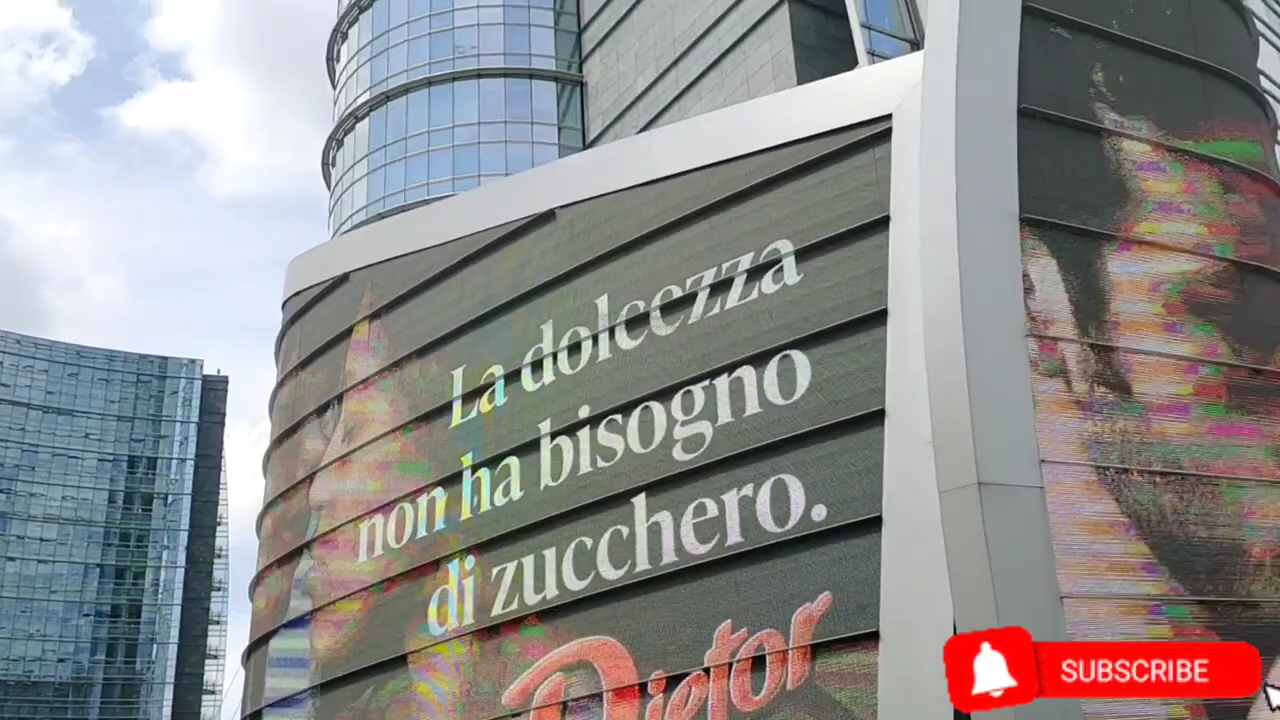 La dolcezza
non ha bisogno
di zucchero.
Dietor
SUBSCRIBE